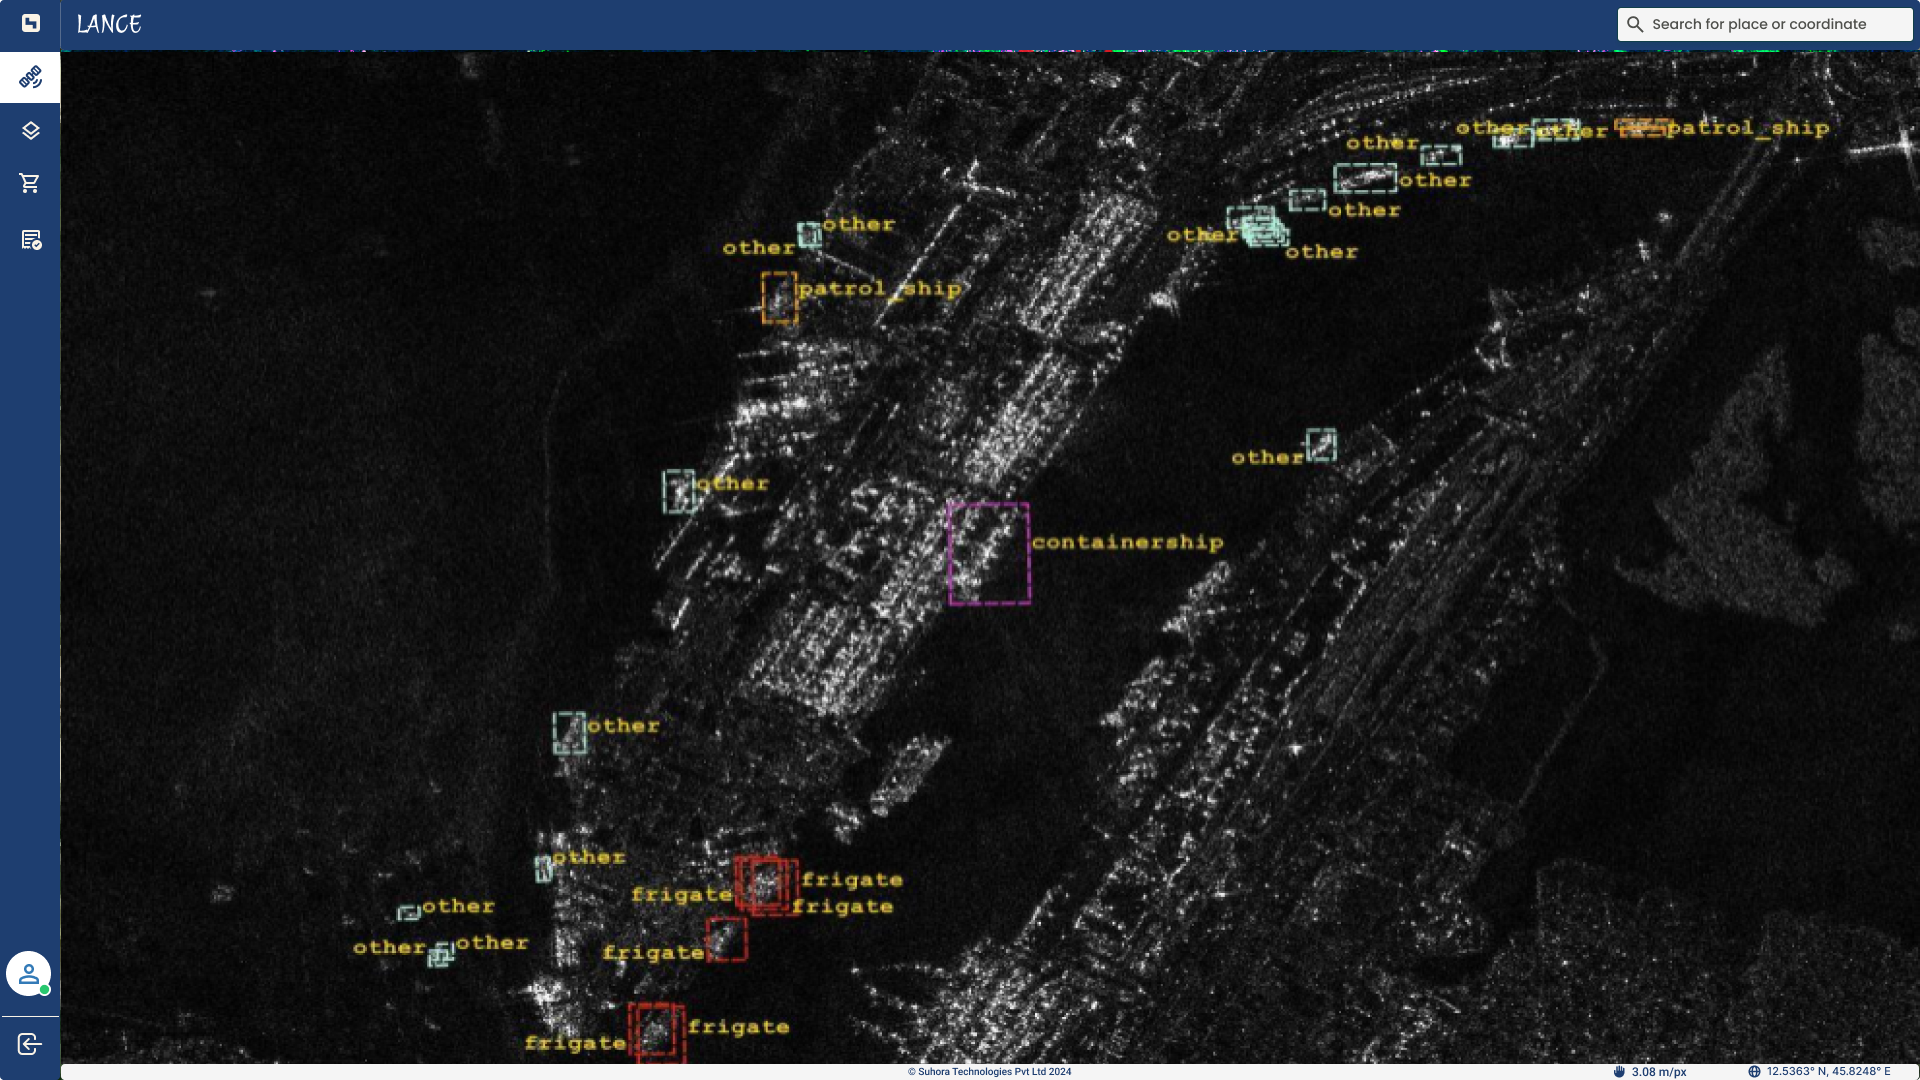 LANCE
Search for place or coordinate
other
other
other
patrol_ship
other
other
other
other
other
other
other
patrol_ship
other
other
other
containership
other
other
frigate
frigate
frigate
other
other
other
frigate
frigate
frigate
© Suhora Technologies Pvt Ltd 2024
3.08 m/px
12.5363° N, 45.8248° E